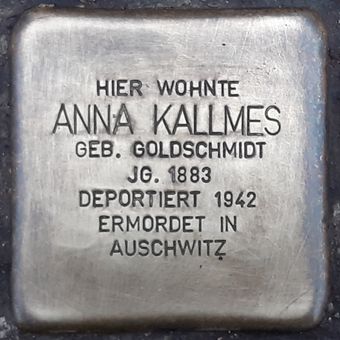 HIER WOHNTE
ANNA KALLMES
GEB. GOLDSCHMIDT
JG. 1883
DEPORTIERT 1942
ERMORDET IN
AUSCHWITZ